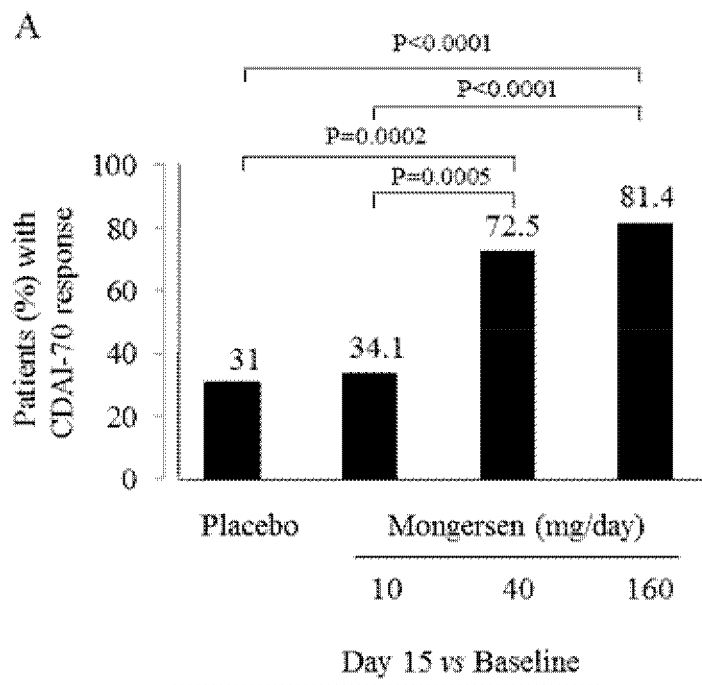 A
P<0.0001
P<0.0001
P=0.0002
P=0.0005
Patients (%) with
CDAI-70 response
100
80
60
40
20
0
31
34.1
72.5
81.4
Placebo
Mongersen (mg/day)
10 40 160
Day 15 vs Baseline